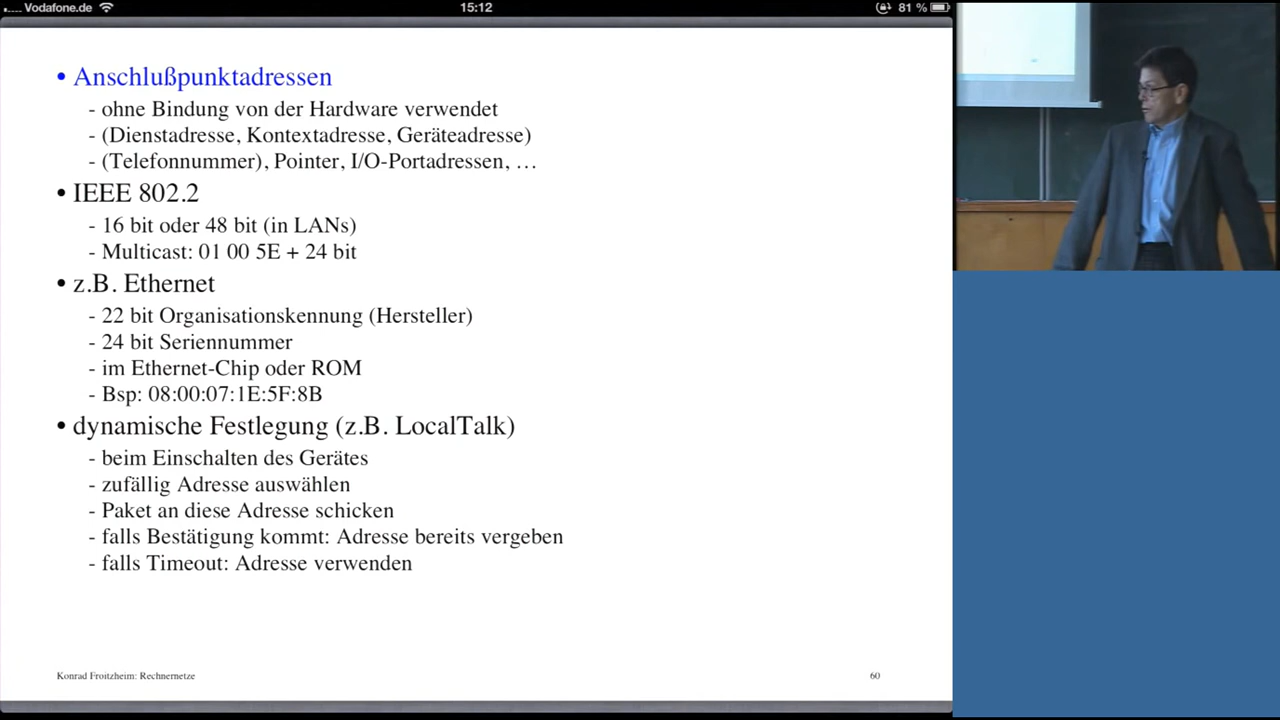 Vodafone.de
15:12
81 %
• Anschlußpunktadressen
- ohne Bindung von der Hardware verwendet
- (Dienstadresse, Kontextadresse, Geräteadresse)
- (Telefonnummer), Pointer, I/O-Portadressen, …
• IEEE 802.2
- 16 bit oder 48 bit (in LANs)
- Multicast: 01 00 5E + 24 bit
• z.B. Ethernet
- 22 bit Organisationskennung (Hersteller)
- 24 bit Seriennummer
- im Ethernet-Chip oder ROM
- Bsp: 08:00:07:1E:5F:8B
• dynamische Festlegung (z.B. LocalTalk)
- beim Einschalten des Gerätes
- zufällig Adresse auswählen
- Paket an diese Adresse schicken
- falls Bestätigung kommt: Adresse bereits vergeben
- falls Timeout: Adresse verwenden
Konrad Froitzheim: Rechnernetze
60